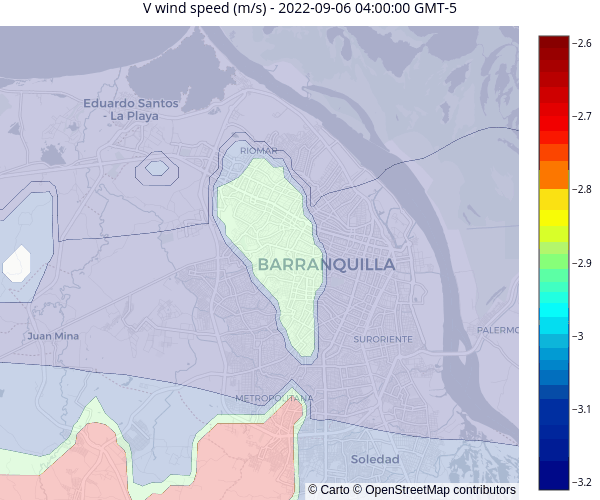 V wind speed (m/s) - 2022-09-06 04:00:00 GMT-5
−2.6
Eduardo Santos
- La Playa
−2.7
RIOMAR
−2.8
BARRANQUILLA
−2.9
PALERMO
Juan Mina
SURORIENTE
−3
METROPOLITANA
−3.1
Soledad
−3.2
© Carto © OpenStreetMap contributors